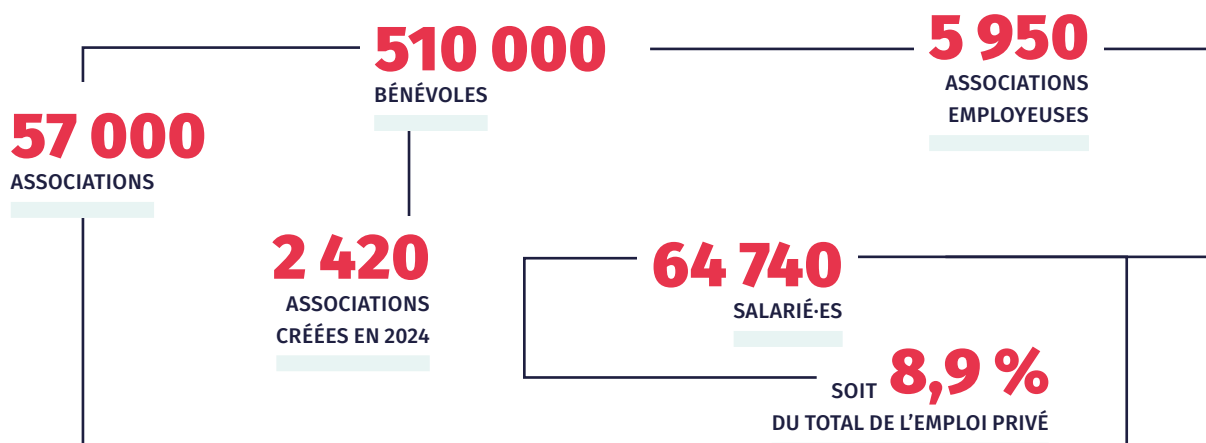 510 000
BÉNÉVOLES
5 950
ASSOCIATIONS
EMPLOYEUSES
57 000
ASSOCIATIONS
2 420
ASSOCIATIONS
CRÉÉES EN 2024
64 740
SALARIÉ·ES
SOIT 8,9 %
DU TOTAL DE L'EMPLOI PRIVÉ